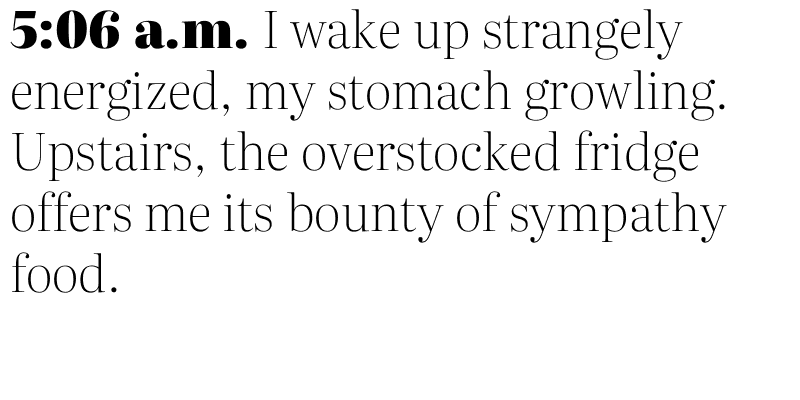 5:06 a.m. I wake up strangely
energized, my stomach growling.
Upstairs, the overstocked fridge
offers me its bounty of sympathy
food.